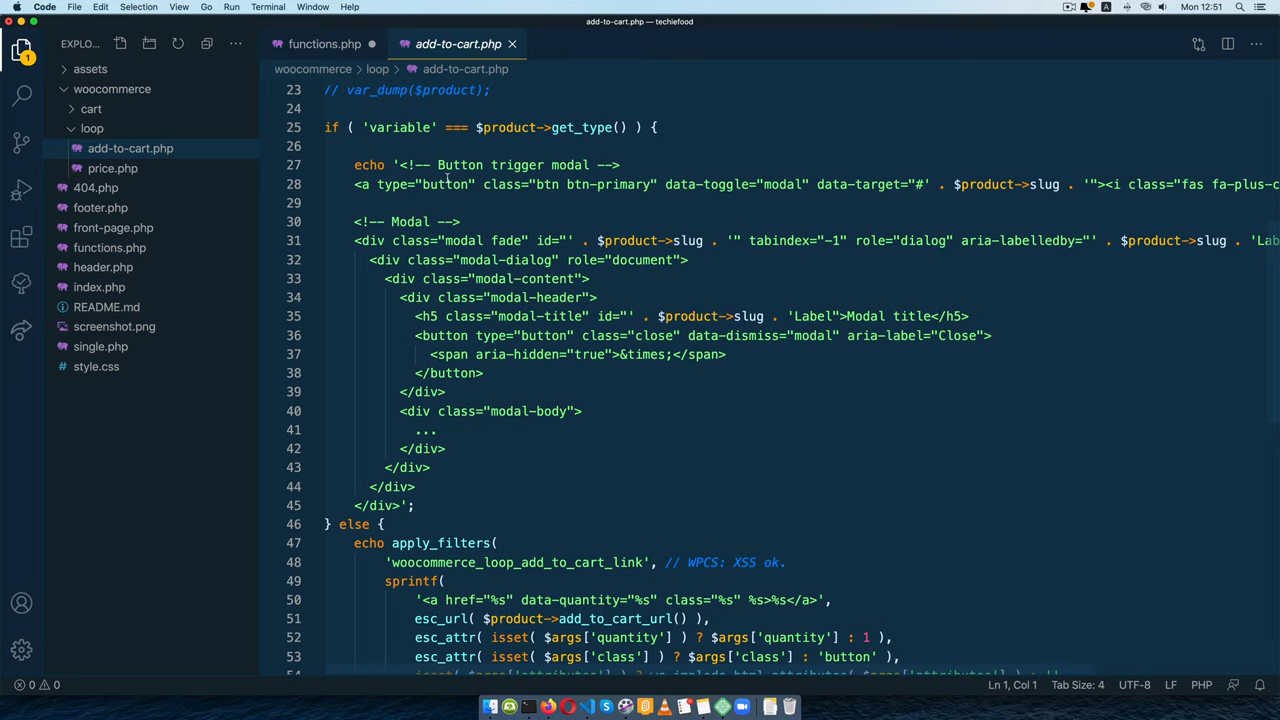 Code File Edit Selection View Go Run Terminal Window Help
A Mon 12:51
add-to-cart.php — techiefood
EXPLO... ···
functions.php
add-to-cart.php
woocommerce > loop > add-to-cart.php
1
assets
woocommerce
cart
loop
add-to-cart.php
price.php
404.php
footer.php
front-page.php
functions.php
header.php
index.php
README.md
screenshot.png
single.php
style.css
23 // var_dump($product);
24
25 if ( 'variable' === $product->get_type() ) {
26
27 echo '<!-- Button trigger modal -->
28 <a type="button" class="btn btn-primary" data-toggle="modal" data-target="#' . $product->slug . '"><i class="fas fa-plus-c
29
30 <!-- Modal -->
31 <div class="modal fade" id="' . $product->slug . '" tabindex="-1" role="dialog" aria-labelledby="' . $product->slug . 'Lab
32 <div class="modal-dialog" role="document">
33 <div class="modal-content">
34 <div class="modal-header">
35 <h5 class="modal-title" id="' . $product->slug . 'Label">Modal title</h5>
36 <button type="button" class="close" data-dismiss="modal" aria-label="Close">
37 <span aria-hidden="true">&times;</span>
38 </button>
39 </div>
40 <div class="modal-body">
41 ...
42 </div>
43 </div>
44 </div>
45 </div>';
46 } else {
47 echo apply_filters(
48 'woocommerce_loop_add_to_cart_link', // WPCS: XSS ok.
49 sprintf(
50 '<a href="%s" data-quantity="%s" class="%s" %s>%s</a>',
51 esc_url( $product->add_to_cart_url() ),
52 esc_attr( isset( $args['quantity'] ) ? $args['quantity'] : 1 ),
53 esc_attr( isset( $args['class'] ) ? $args['class'] : 'button' ),
0 0
Ln 1, Col 1 Tab Size: 4 UTF-8 LF PHP